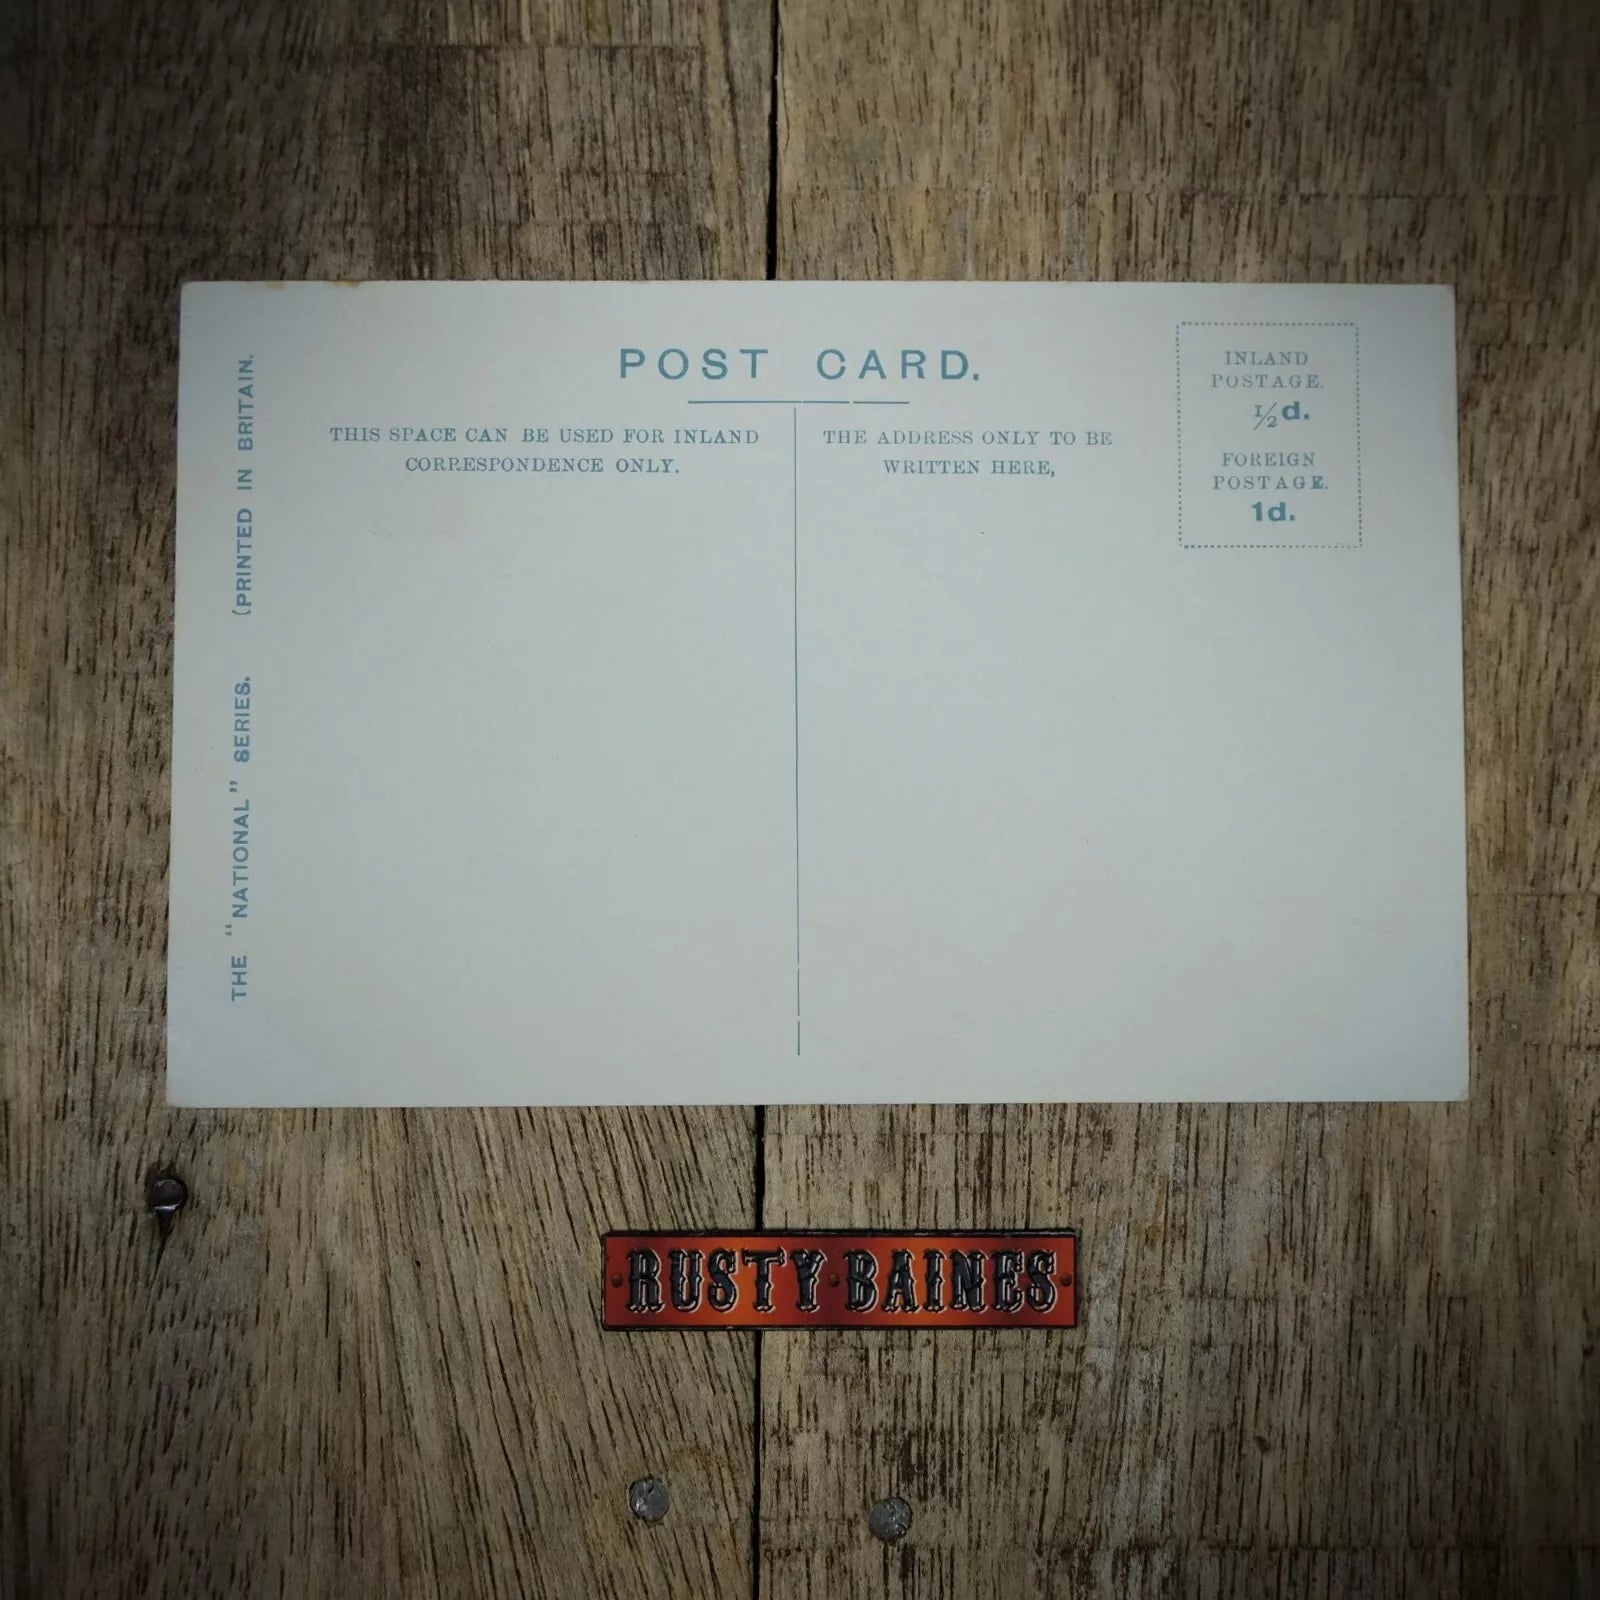 POST CARD.
THIS SPACE CAN BE USED FOR INLAND
CORRESPONDENCE ONLY.
THE ADDRESS ONLY TO BE
WRITTEN HERE,
INLAND
POSTAGE.
½d.
FOREIGN
POSTAGE.
1d.
THE "NATIONAL" SERIES. (PRINTED IN BRITAIN.
RUSTY BAINES